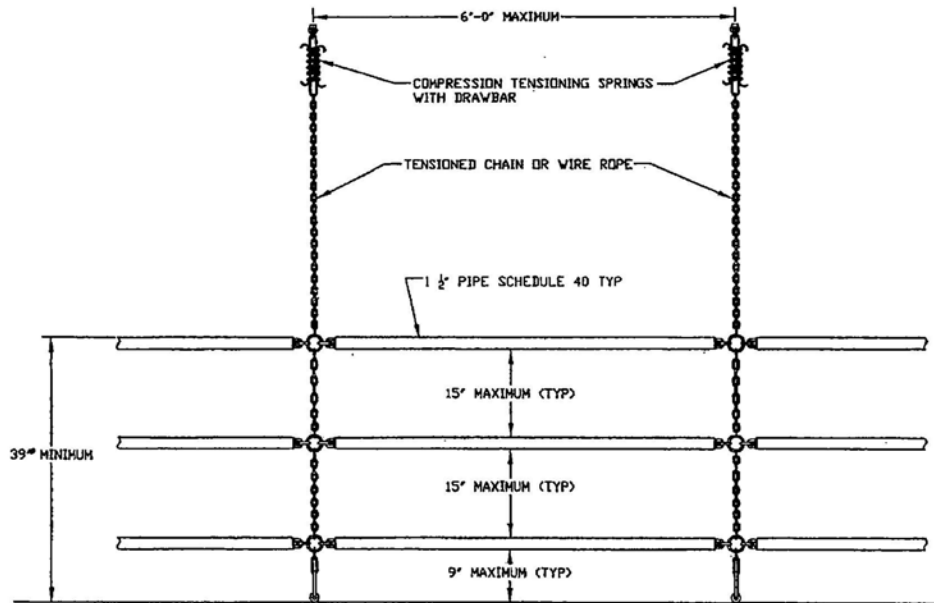 6'-0" MAXIMUM
COMPRESSION TENSIONING SPRINGS
WITH DRAWBAR
TENSIONED CHAIN OR WIRE ROPE
1 ½" PIPE SCHEDULE 40 TYP
15" MAXIMUM (TYP)
39" MINIMUM
15" MAXIMUM (TYP)
9" MAXIMUM (TYP)